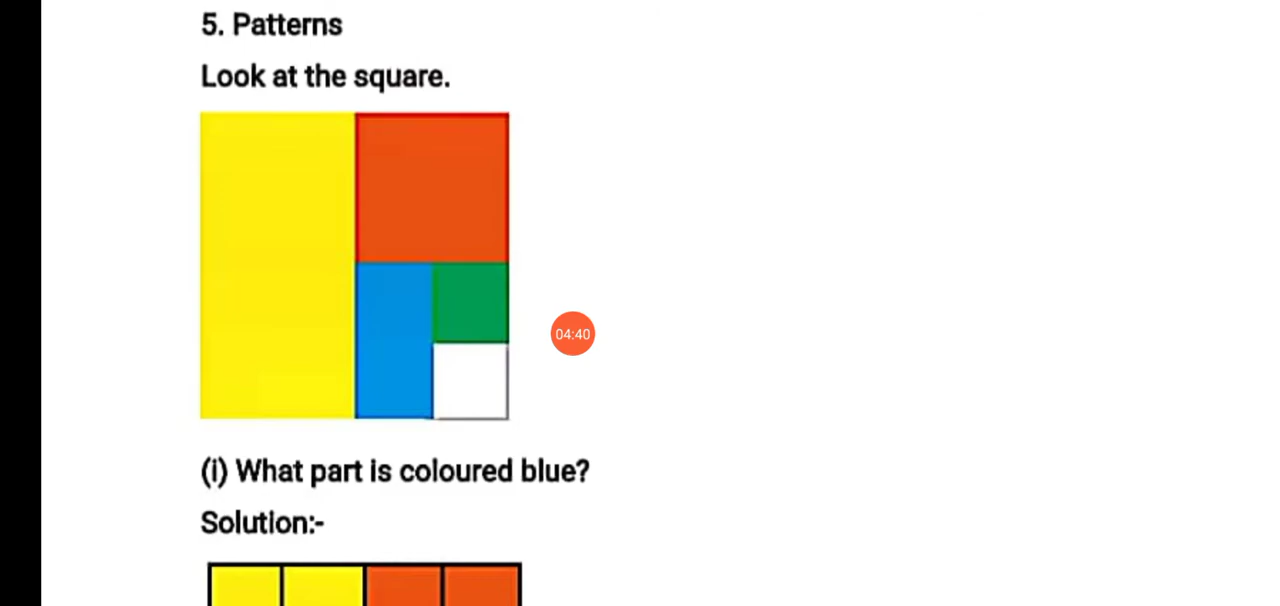 5. Patterns
Look at the square.
04:40
(i) What part is coloured blue?
Solution:-